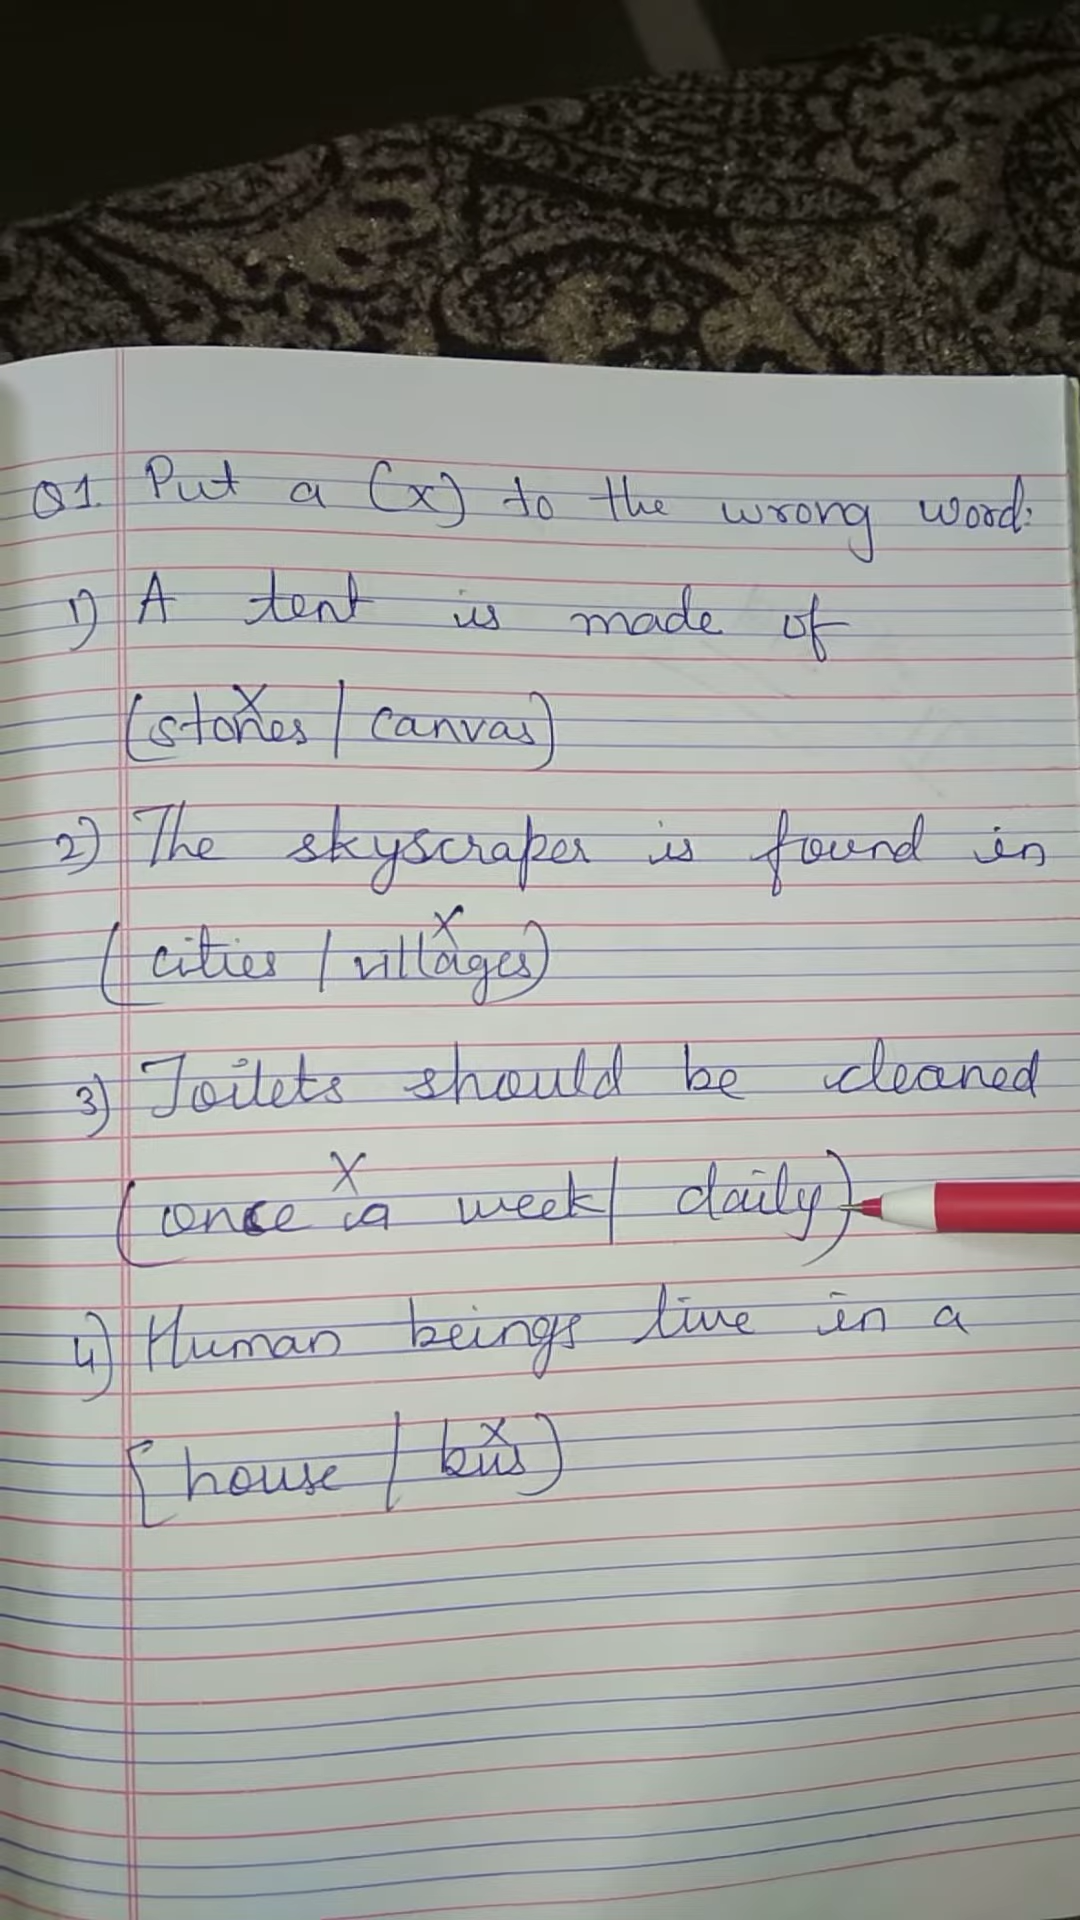 Q1. Put a (x) to the wrong word:
1) A tent is made of
x
(stones / canvas)
2) The skyscraper is found in
x
(cities / villages)
3) Toilets should be cleaned
x
(once a week / daily)
4) Human beings live in a
x
(house / bus)